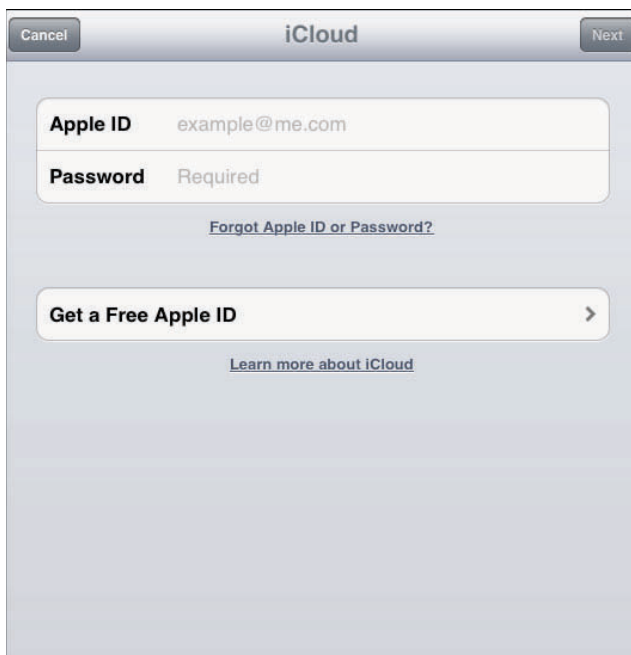 Cancel iCloud Next
Apple ID example@me.com
Password Required
Forgot Apple ID or Password?
Get a Free Apple ID
Learn more about iCloud